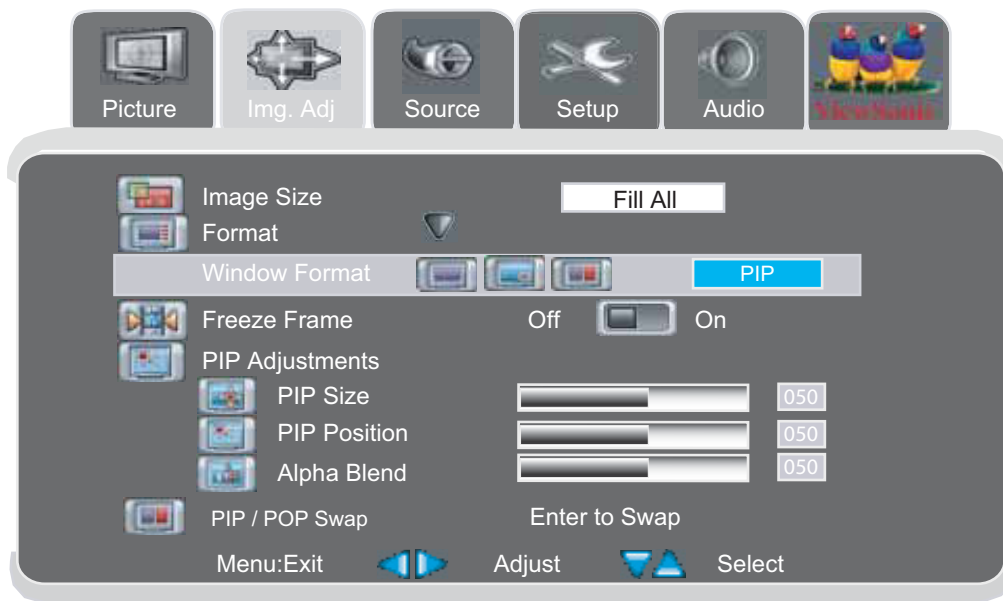 Picture
Img. Adj
Source
Setup
Audio
ViewSonic
Image Size Fill All
Format
Window Format PIP
Freeze Frame Off On
PIP Adjustments
PIP Size 050
PIP Position 050
Alpha Blend 050
PIP / POP Swap Enter to Swap
Menu:Exit Adjust Select